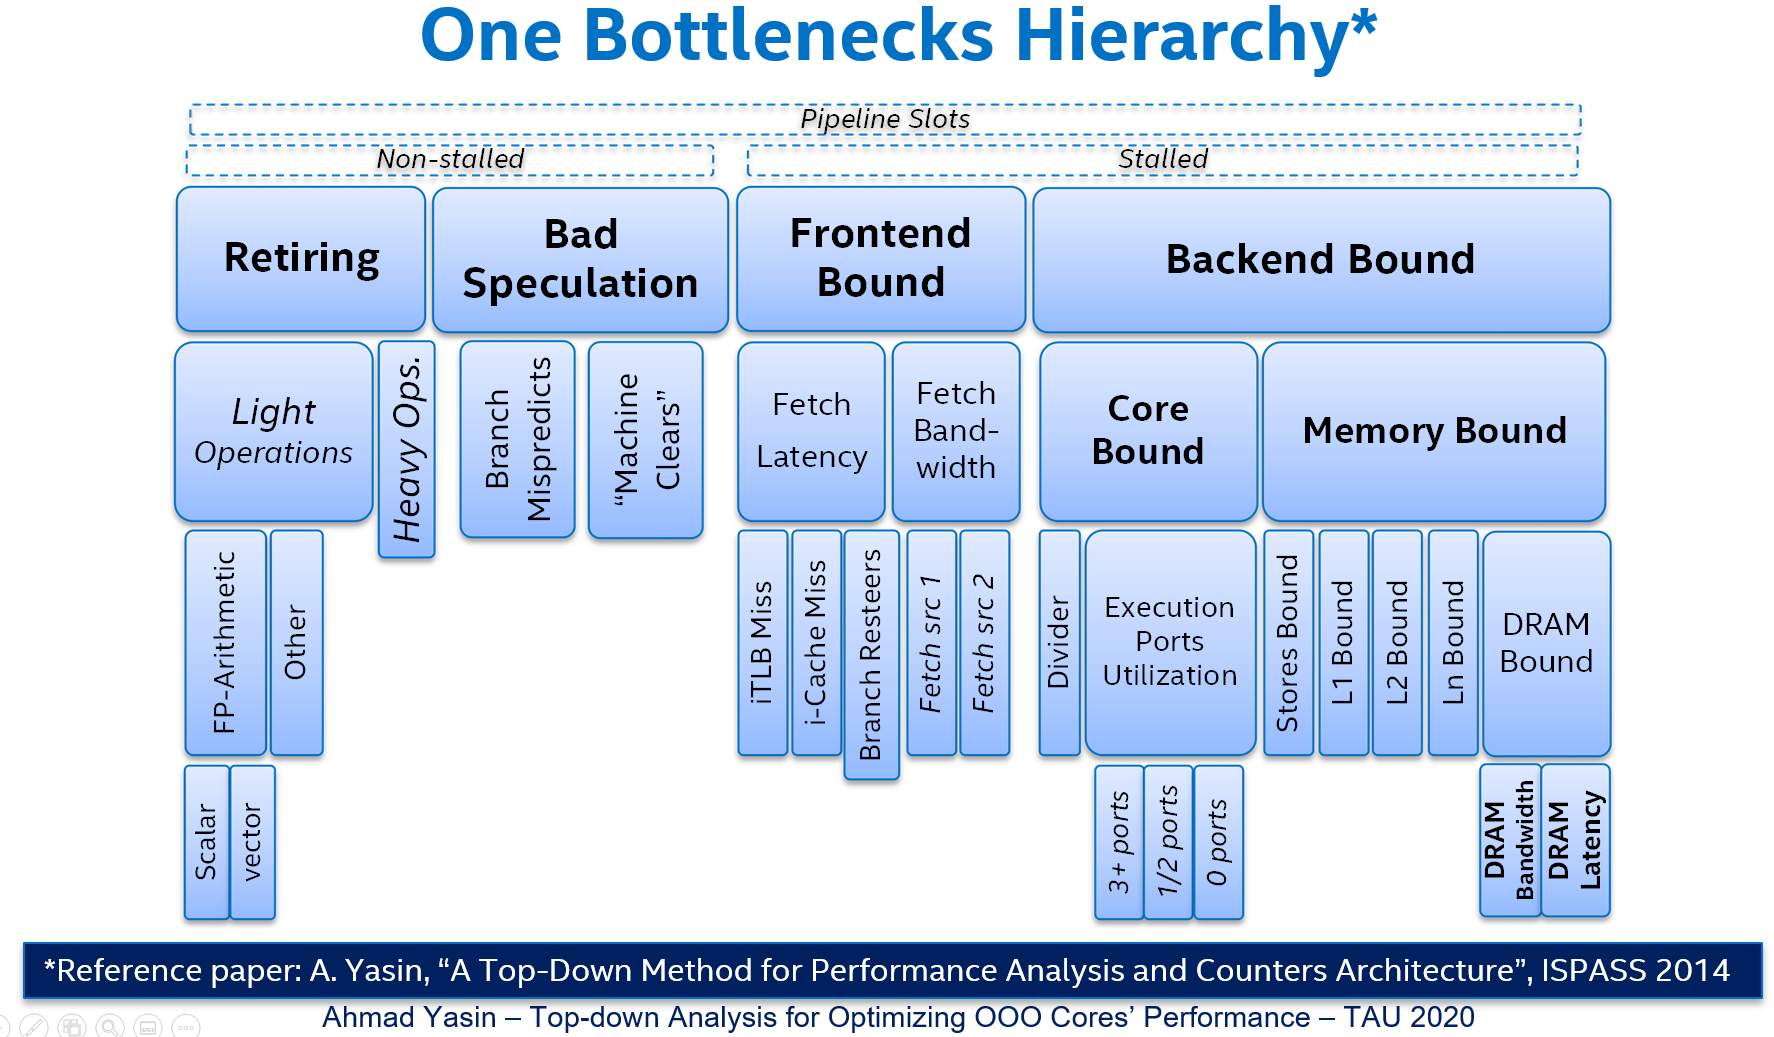 One Bottlenecks Hierarchy*
Pipeline Slots
Non-stalled
Stalled
Retiring
Bad
Speculation
Frontend
Bound
Backend Bound
Light
Operations
Heavy Ops.
Branch
Mispredicts
“Machine
Clears”
Fetch
Latency
Fetch
Band-
width
Core
Bound
Memory Bound
FP-Arithmetic
Other
iTLB Miss
i-Cache Miss
Branch Resteers
Fetch src 1
Fetch src 2
Divider
Execution
Ports
Utilization
Stores Bound
L1 Bound
L2 Bound
Ln Bound
DRAM
Bound
Scalar
vector
3+ ports
1/2 ports
0 ports
DRAM
Bandwidth
DRAM
Latency
*Reference paper: A. Yasin, “A Top-Down Method for Performance Analysis and Counters Architecture”, ISPASS 2014
Ahmad Yasin – Top-down Analysis for Optimizing OOO Cores’ Performance – TAU 2020